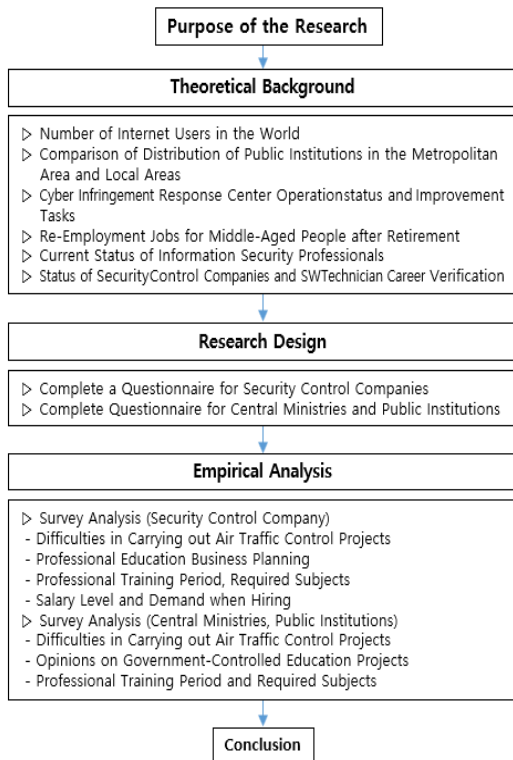 Purpose of the Research
Theoretical Background
▷ Number of Internet Users in the World
▷ Comparison of Distribution of Public Institutions in the Metropolitan
Area and Local Areas
▷ Cyber Infringement Response Center Operationstatus and Improvement
Tasks
▷ Re-Employment Jobs for Middle-Aged People after Retirement
▷ Current Status of Information Security Professionals
▷ Status of SecurityControl Companies and SWTechnician Career Verification
Research Design
▷ Complete a Questionnaire for Security Control Companies
▷ Complete Questionnaire for Central Ministries and Public Institutions
Empirical Analysis
▷ Survey Analysis (Security Control Company)
- Difficulties in Carrying out Air Traffic Control Projects
- Professional Education Business Planning
- Professional Training Period, Required Subjects
- Salary Level and Demand when Hiring
▷ Survey Analysis (Central Ministries, Public Institutions)
- Difficulties in Carrying out Air Traffic Control Projects
- Opinions on Government-Controlled Education Projects
- Professional Training Period and Required Subjects
Conclusion